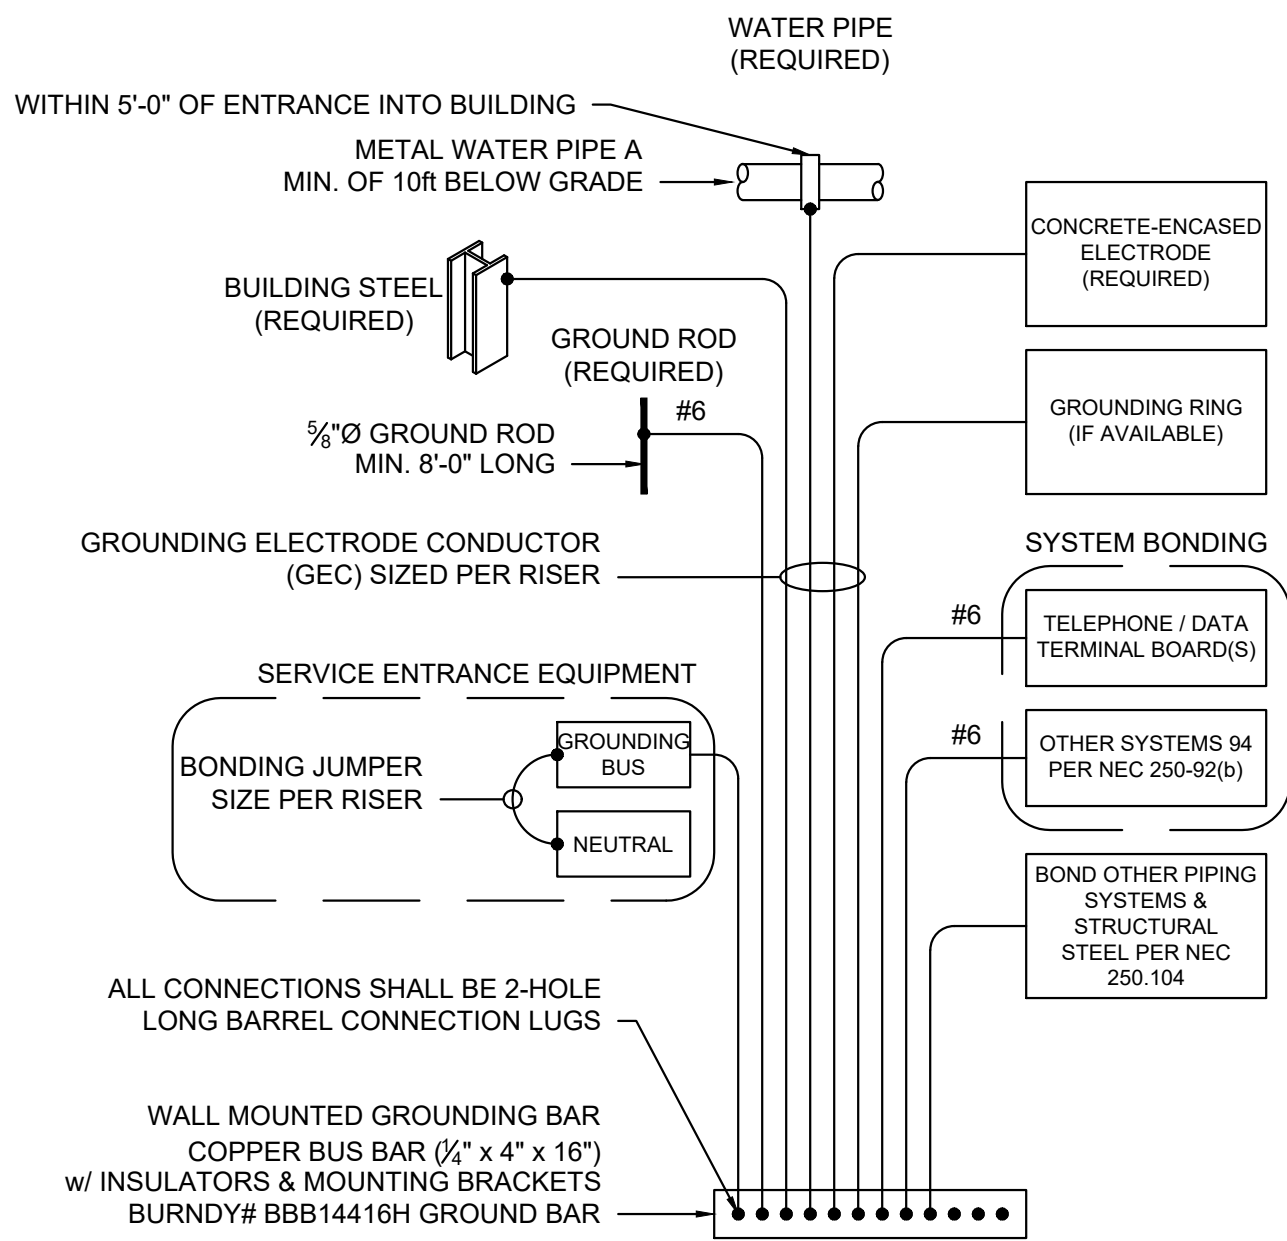 WATER PIPE
(REQUIRED)
WITHIN 5'-0" OF ENTRANCE INTO BUILDING
METAL WATER PIPE A
MIN. OF 10ft BELOW GRADE
CONCRETE-ENCASED
ELECTRODE
(REQUIRED)
BUILDING STEEL
(REQUIRED)
GROUND ROD
(REQUIRED)
#6
⅝"Ø GROUND ROD
MIN. 8'-0" LONG
GROUNDING RING
(IF AVAILABLE)
GROUNDING ELECTRODE CONDUCTOR
(GEC) SIZED PER RISER
SYSTEM BONDING
#6
TELEPHONE / DATA
TERMINAL BOARD(S)
#6
OTHER SYSTEMS 94
PER NEC 250-92(b)
SERVICE ENTRANCE EQUIPMENT
GROUNDING
BUS
BONDING JUMPER
SIZE PER RISER
NEUTRAL
BOND OTHER PIPING
SYSTEMS &
STRUCTURAL
STEEL PER NEC
250.104
ALL CONNECTIONS SHALL BE 2-HOLE
LONG BARREL CONNECTION LUGS
WALL MOUNTED GROUNDING BAR
COPPER BUS BAR (¼" x 4" x 16")
w/ INSULATORS & MOUNTING BRACKETS
BURNDY# BBB14416H GROUND BAR